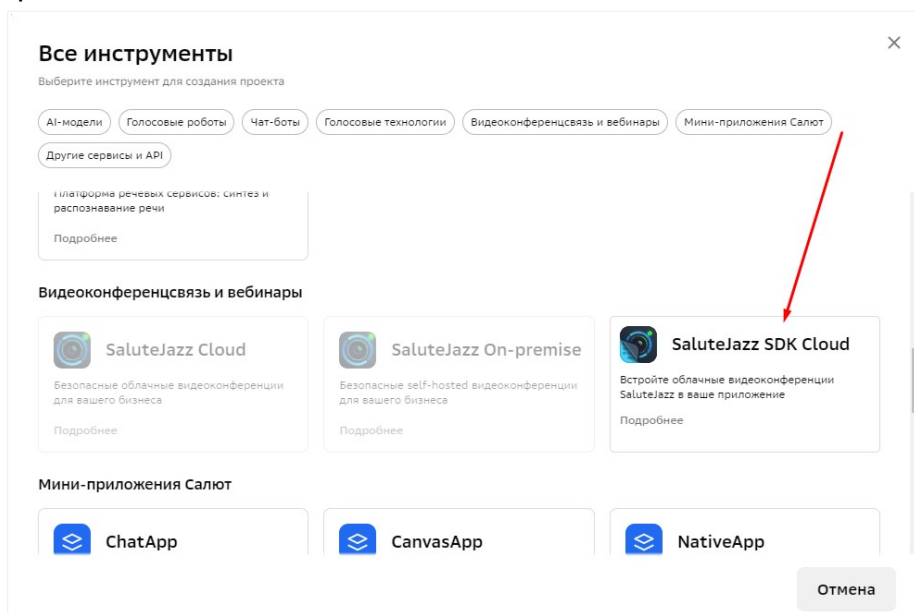 Все инструменты
Выберите инструмент для создания проекта
AI-модели
Голосовые роботы
Чат-боты
Голосовые технологии
Видеоконференцсвязь и вебинары
Мини-приложения Салют
Другие сервисы и API
Платформа речевых сервисов: синтез и
распознавание речи
Подробнее
Видеоконференцсвязь и вебинары
SaluteJazz Cloud
Безопасные облачные видеоконференции
для вашего бизнеса
Подробнее
SaluteJazz On-premise
Безопасные self-hosted видеоконференции
для вашего бизнеса
Подробнее
SaluteJazz SDK Cloud
Встройте облачные видеоконференции
SaluteJazz в ваше приложение
Подробнее
Мини-приложения Салют
ChatApp
CanvasApp
NativeApp
Отмена